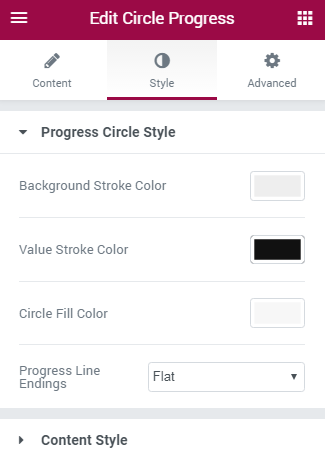 Edit Circle Progress
Content Style Advanced
Progress Circle Style
Background Stroke Color
Value Stroke Color
Circle Fill Color
Progress Line
Endings
Flat
Content Style